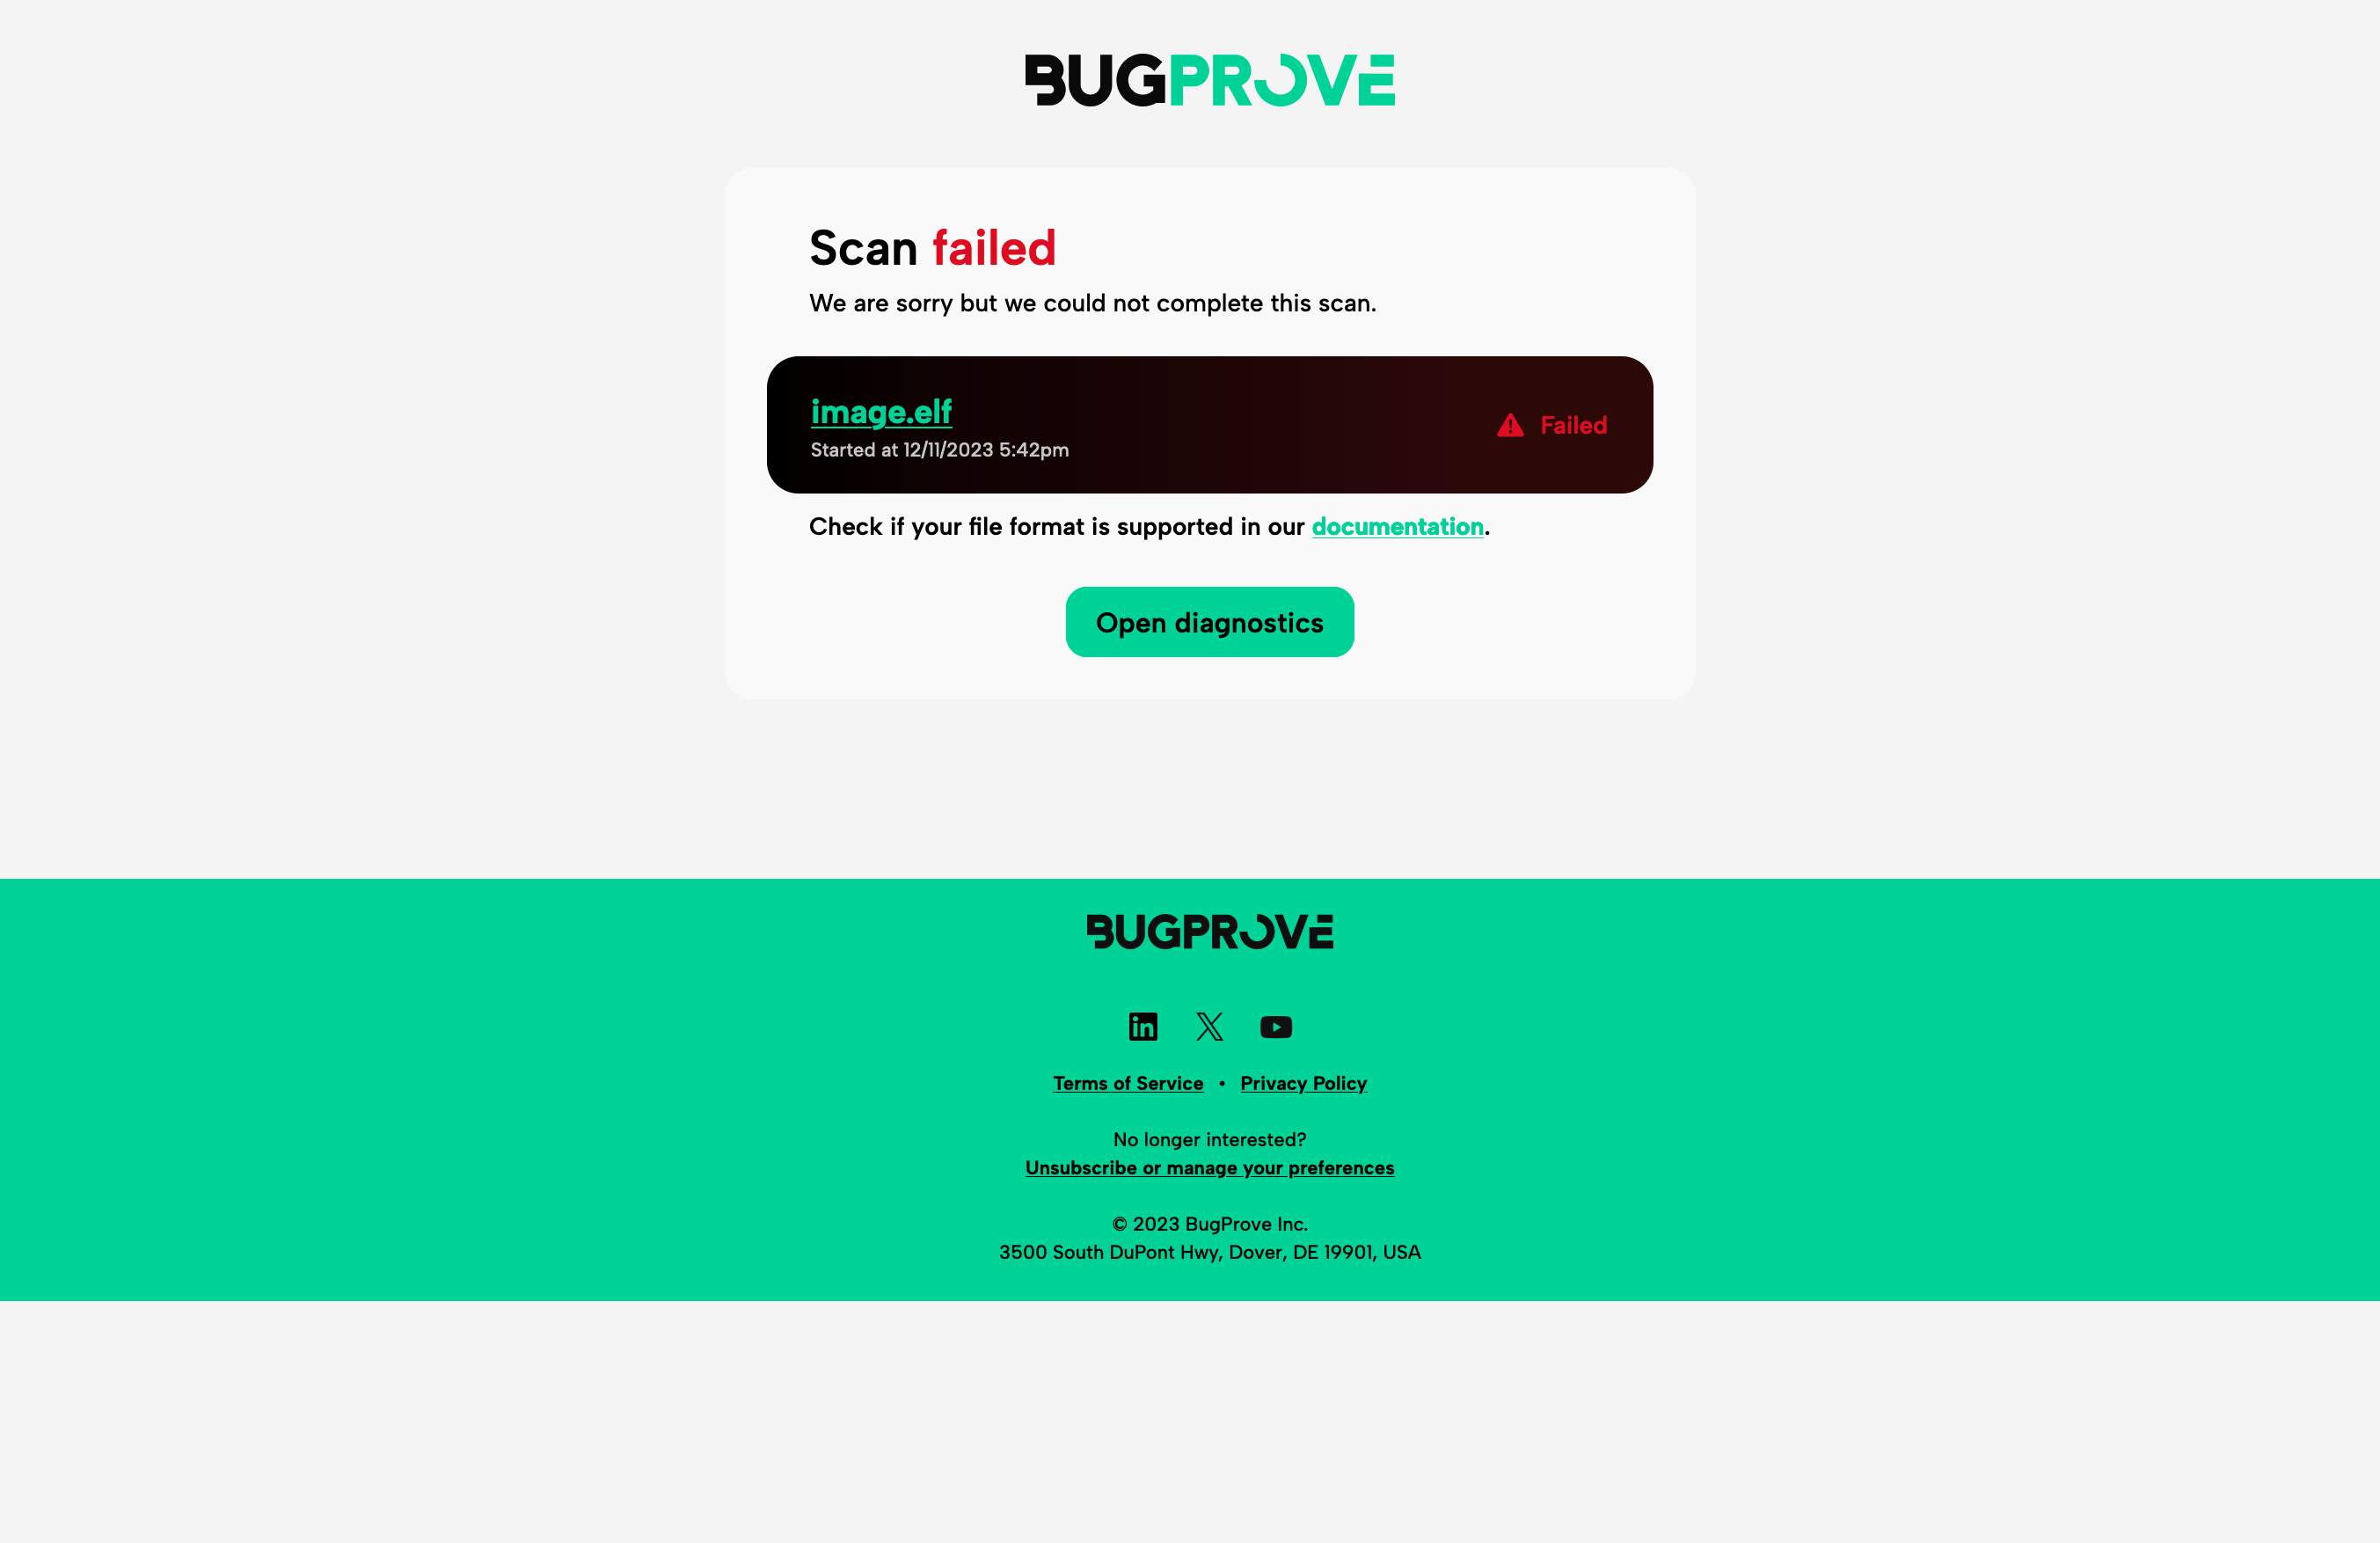 BUGPROVE
Scan failed
We are sorry but we could not complete this scan.
image.elf
Started at 12/11/2023 5:42pm
Failed
Check if your file format is supported in our documentation.
Open diagnostics
BUGPROVE
Terms of Service • Privacy Policy
No longer interested?
Unsubscribe or manage your preferences
© 2023 BugProve Inc.
3500 South DuPont Hwy, Dover, DE 19901, USA